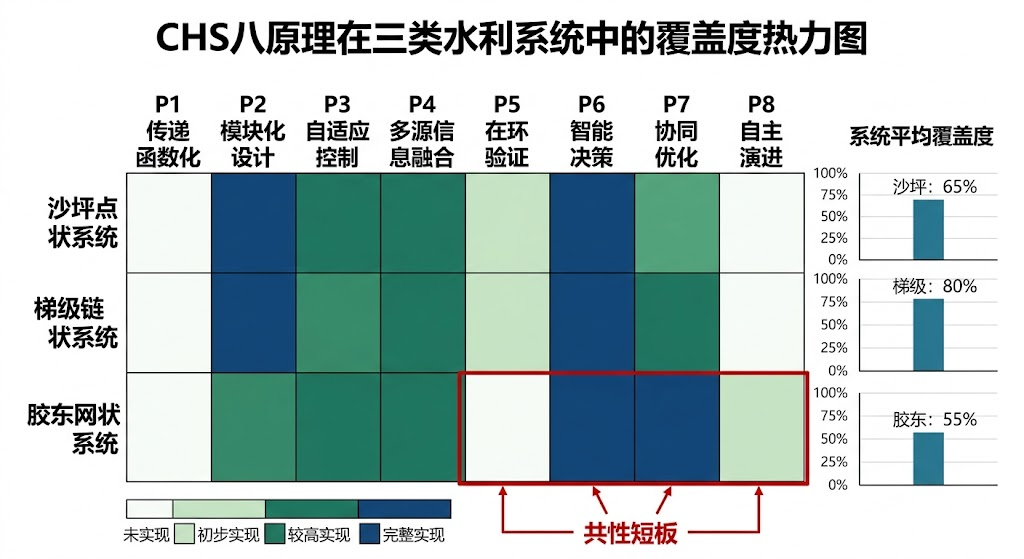 CHS八原理在三类水利系统中的覆盖度热力图
P1
传递
函数化
P2
模块化
设计
P3
自适应
控制
P4
多源信
息融合
P5
在环
验证
P6
智能
决策
P7
协同
优化
P8
自主
演进
系统平均覆盖度
沙坪点
状系统
梯级链
状系统
胶东网状
系统
100%
75%
50%
25%
0%
沙坪：65%
100%
75%
50%
25%
0%
梯级：80%
100%
75%
50%
25%
0%
胶东：55%
未实现
初步实现
较高实现
完整实现
共性短板